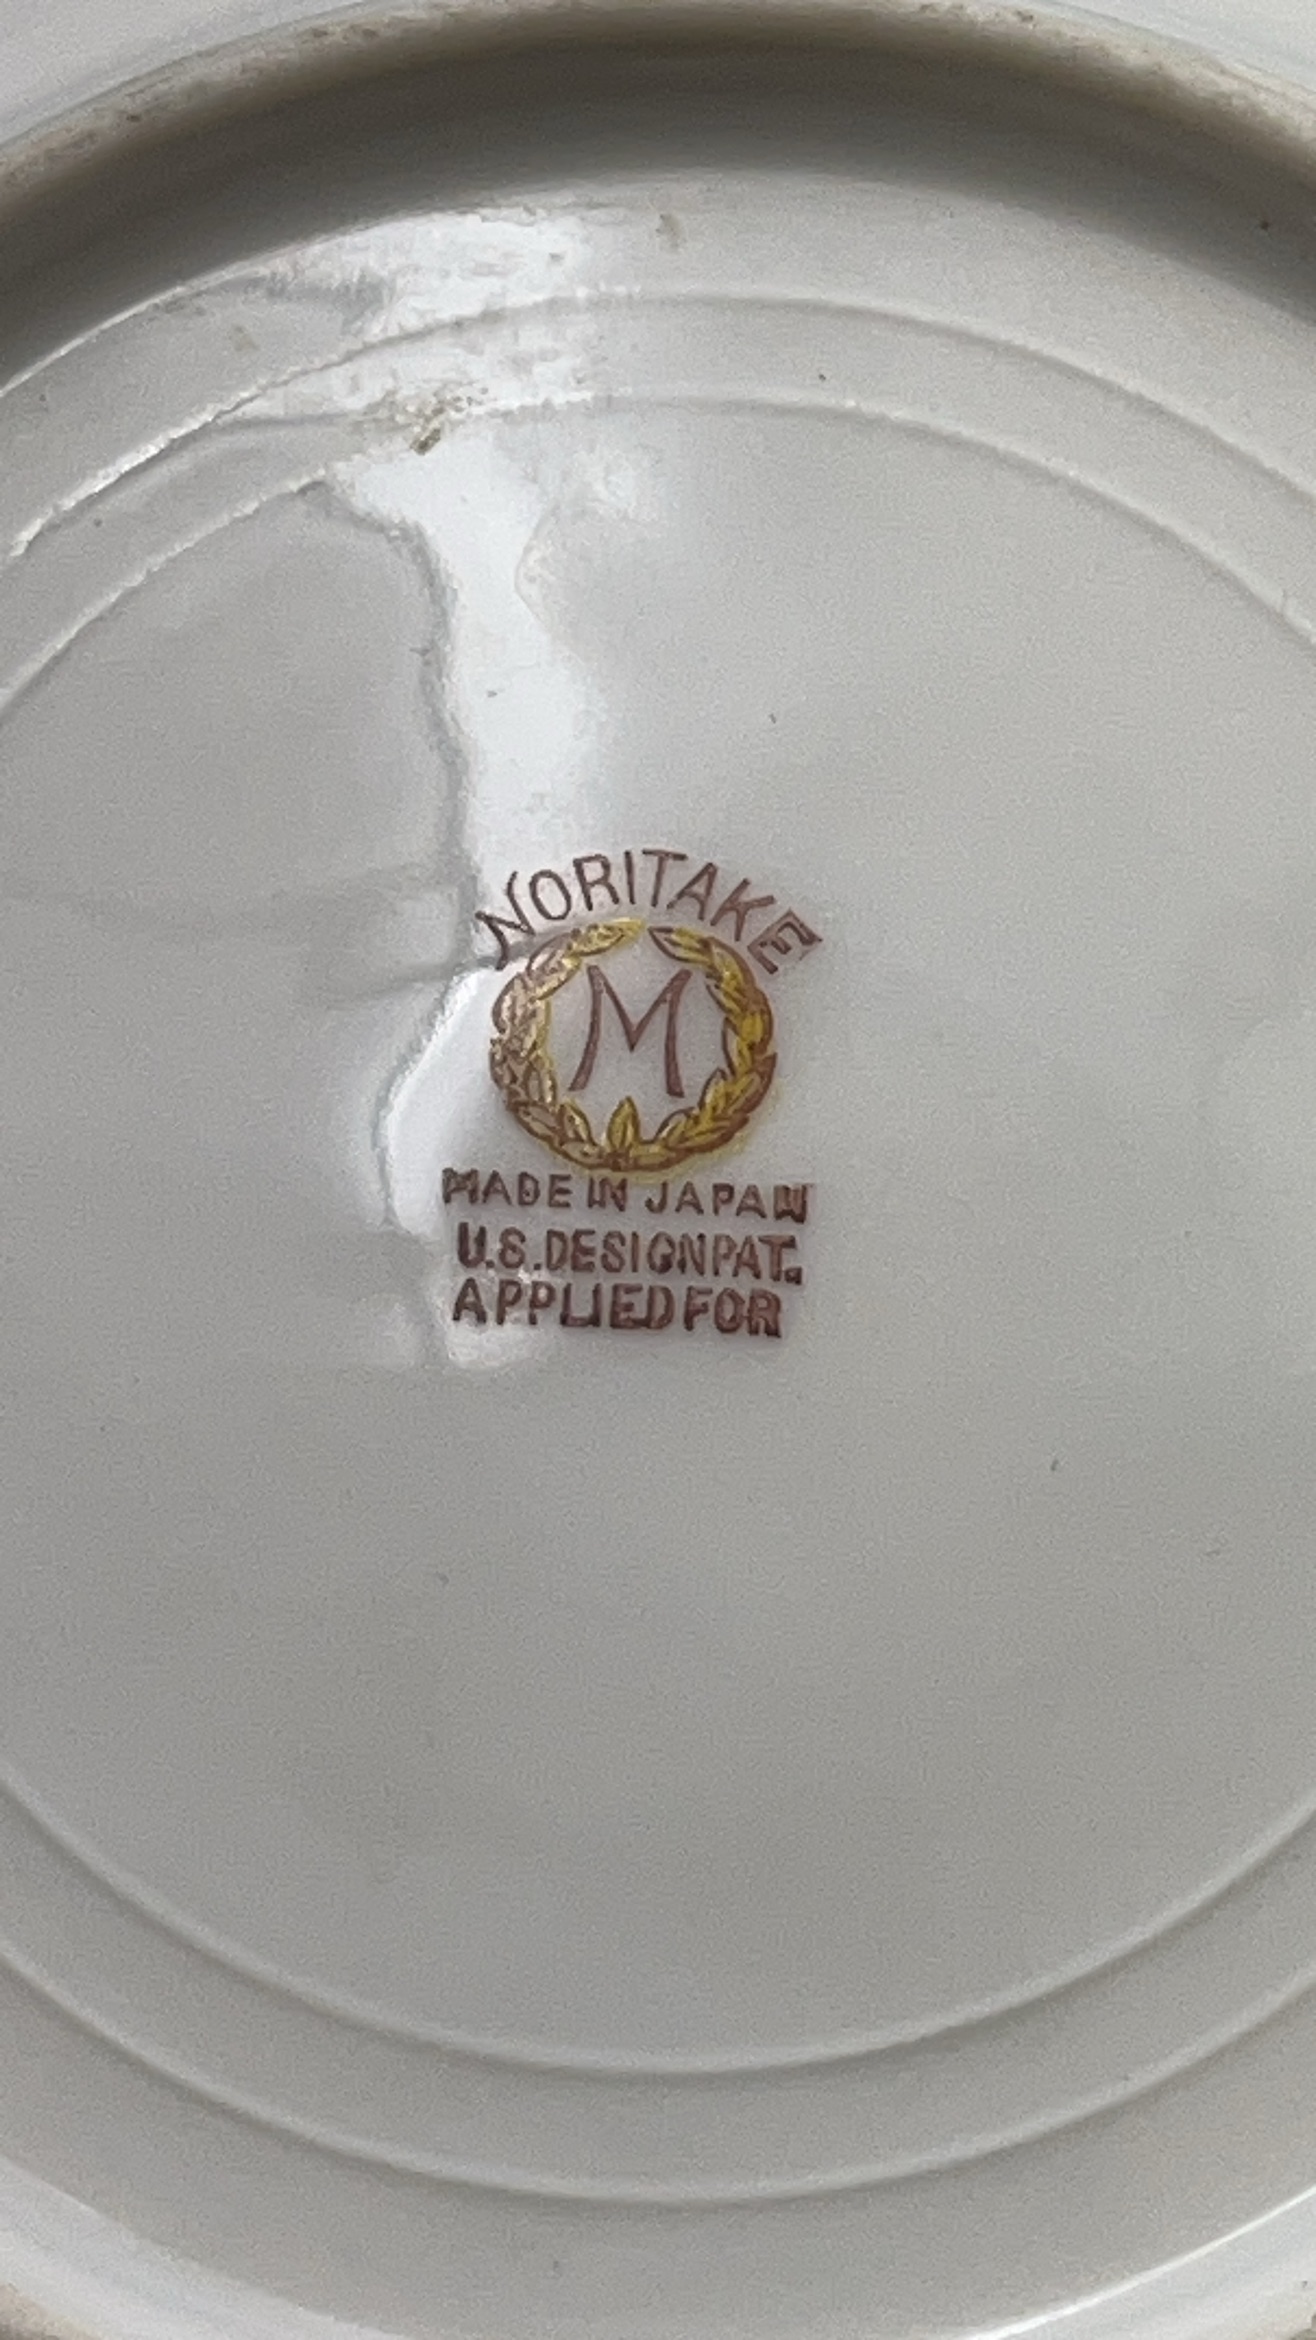 NORITAKE
M
MADE IN JAPAN
U.S. DESIGN PAT.
APPLIED FOR